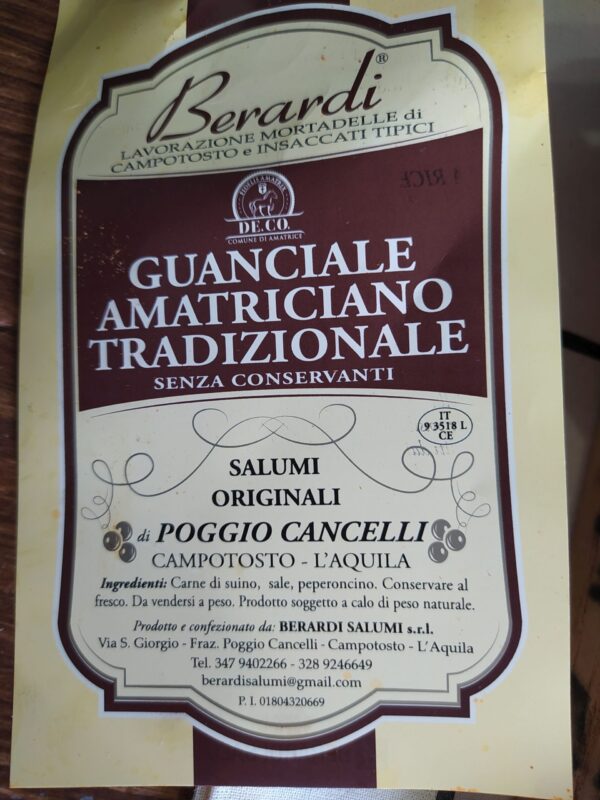 Berardi®
LAVORAZIONE MORTADELLE di
CAMPOTOSTO e INSACCATI TIPICI
FIDELIS AMATRIX
DE.CO.
COMUNE DI AMATRICE
GUANCIALE
AMATRICIANO
TRADIZIONALE
SENZA CONSERVANTI
IT
9 3518 L
CE
SALUMI
ORIGINALI
di POGGIO CANCELLI
CAMPOTOSTO - L'AQUILA
Ingredienti: Carne di suino, sale, peperoncino. Conservare al
fresco. Da vendersi a peso. Prodotto soggetto a calo di peso naturale.
Prodotto e confezionato da: BERARDI SALUMI s.r.l.
Via S. Giorgio - Fraz. Poggio Cancelli - Campotosto - L'Aquila
Tel. 347 9402266 - 328 9246649
berardisalumi@gmail.com
P. I. 01804320669